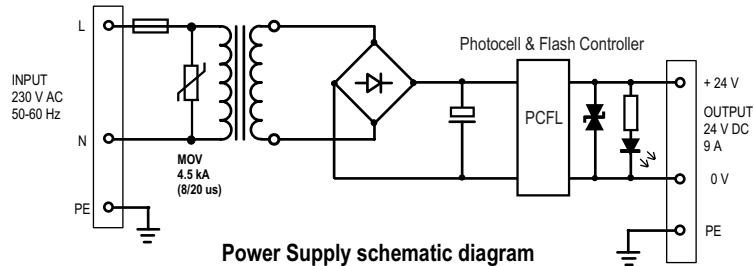 L
INPUT
230 V AC
50-60 Hz
N
MOV
4.5 kA
(8/20 us)
PE
Photocell & Flash Controller
PCFL
+ 24 V
OUTPUT
24 V DC
9 A
0 V
PE
Power Supply schematic diagram